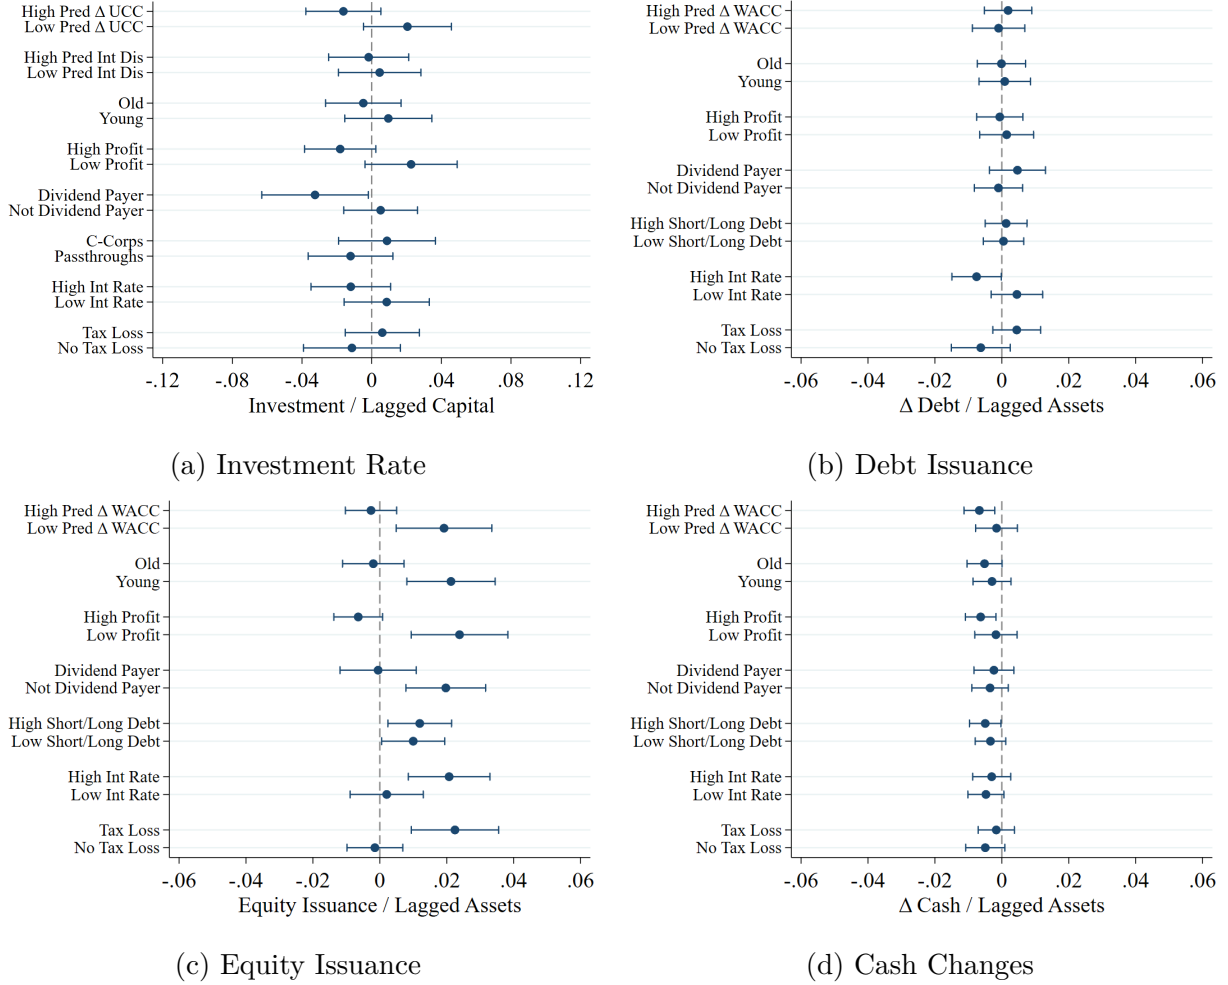 High Pred Δ UCC
Low Pred Δ UCC
High Pred Int Dis
Low Pred Int Dis
Old
Young
High Profit
Low Profit
Dividend Payer
Not Dividend Payer
C-Corps
Passthroughs
High Int Rate
Low Int Rate
Tax Loss
No Tax Loss
-.12 -.08 -.04 0 .04 .08 .12
Investment / Lagged Capital
(a) Investment Rate
High Pred Δ WACC
Low Pred Δ WACC
Old
Young
High Profit
Low Profit
Dividend Payer
Not Dividend Payer
High Short/Long Debt
Low Short/Long Debt
High Int Rate
Low Int Rate
Tax Loss
No Tax Loss
-.06 -.04 -.02 0 .02 .04 .06
Δ Debt / Lagged Assets
(b) Debt Issuance
High Pred Δ WACC
Low Pred Δ WACC
Old
Young
High Profit
Low Profit
Dividend Payer
Not Dividend Payer
High Short/Long Debt
Low Short/Long Debt
High Int Rate
Low Int Rate
Tax Loss
No Tax Loss
-.06 -.04 -.02 0 .02 .04 .06
Equity Issuance / Lagged Assets
(c) Equity Issuance
High Pred Δ WACC
Low Pred Δ WACC
Old
Young
High Profit
Low Profit
Dividend Payer
Not Dividend Payer
High Short/Long Debt
Low Short/Long Debt
High Int Rate
Low Int Rate
Tax Loss
No Tax Loss
-.06 -.04 -.02 0 .02 .04 .06
Δ Cash / Lagged Assets
(d) Cash Changes